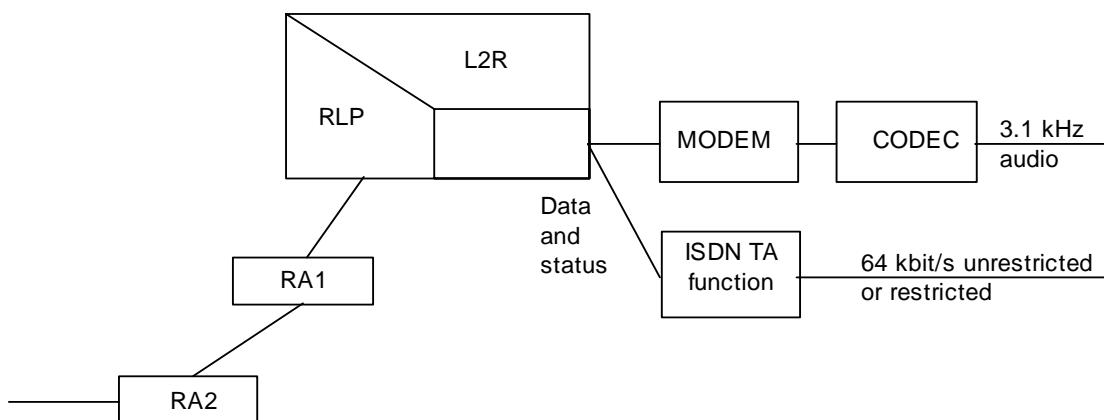 L2R
RLP
MODEM
CODEC
3.1 kHz
audio
Data
and
status
ISDN TA
function
64 kbit/s unrestricted
or restricted
RA1
RA2